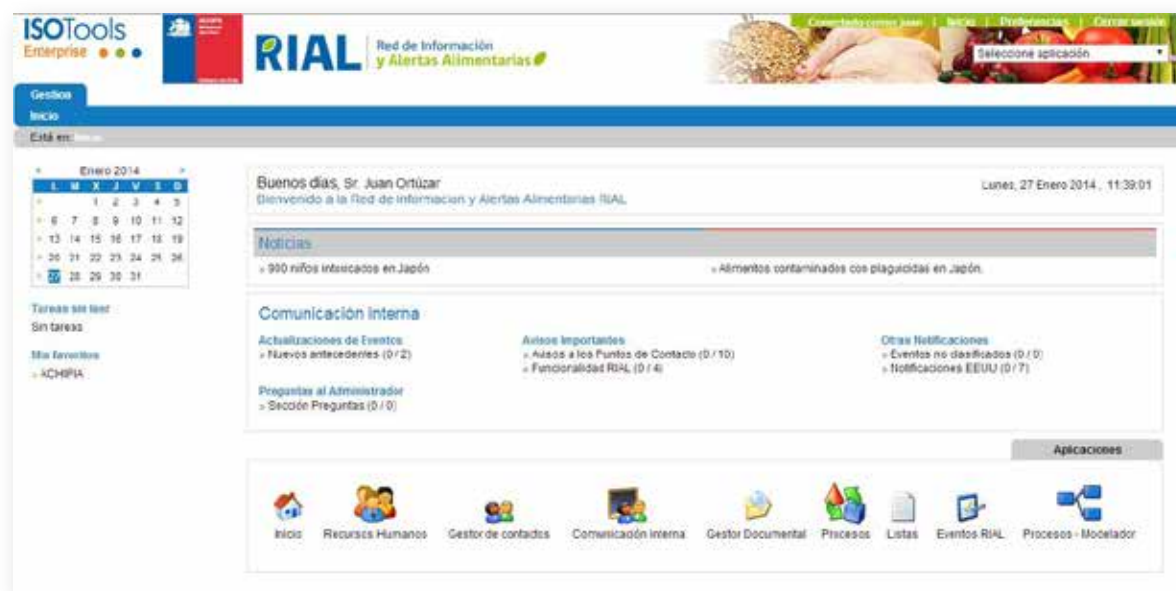 ISOTools
Enterprise
RIAL
Red de Información
y Alertas Alimentarias
Conectado como: juan | Inicio | Preferencias | Cerrar sesión
Seleccione aplicación
Gestion
Inicio
Está en:
Enero 2014
L M X J V S D
1 2 3 4 5
6 7 8 9 10 11 12
13 14 15 16 17 18 19
20 21 22 23 24 25 26
27 28 29 30 31
Tareas sin leer
Sin tareas
Mis favoritos
» ACHIPIA
Buenos días, Sr. Juan Ortúzar
Bienvenido a la Red de Informacion y Alertas Alimentarias RIAL
Lunes, 27 Enero 2014 , 11:39:01
Noticias
» 900 niños intoxicados en Japón
» Alimentos contaminados con plaguicidas en Japón.
Comunicación interna
Actualizaciones de Eventos
» Nuevos antecedentes (0 / 2)
Avisos Importantes
» Avisos a los Puntos de Contacto (0 / 10)
» Funcionalidad RIAL (0 / 4)
Otras Notificaciones
» Eventos no clasificados (0 / 0)
» Notificaciones EEUU (0 / 7)
Preguntas al Administrador
» Sección Preguntas (0 / 0)
Aplicaciones
Inicio
Recursos Humanos
Gestor de contactos
Comunicación Interna
Gestor Documental
Procesos
Listas
Eventos RIAL
Procesos - Modelador